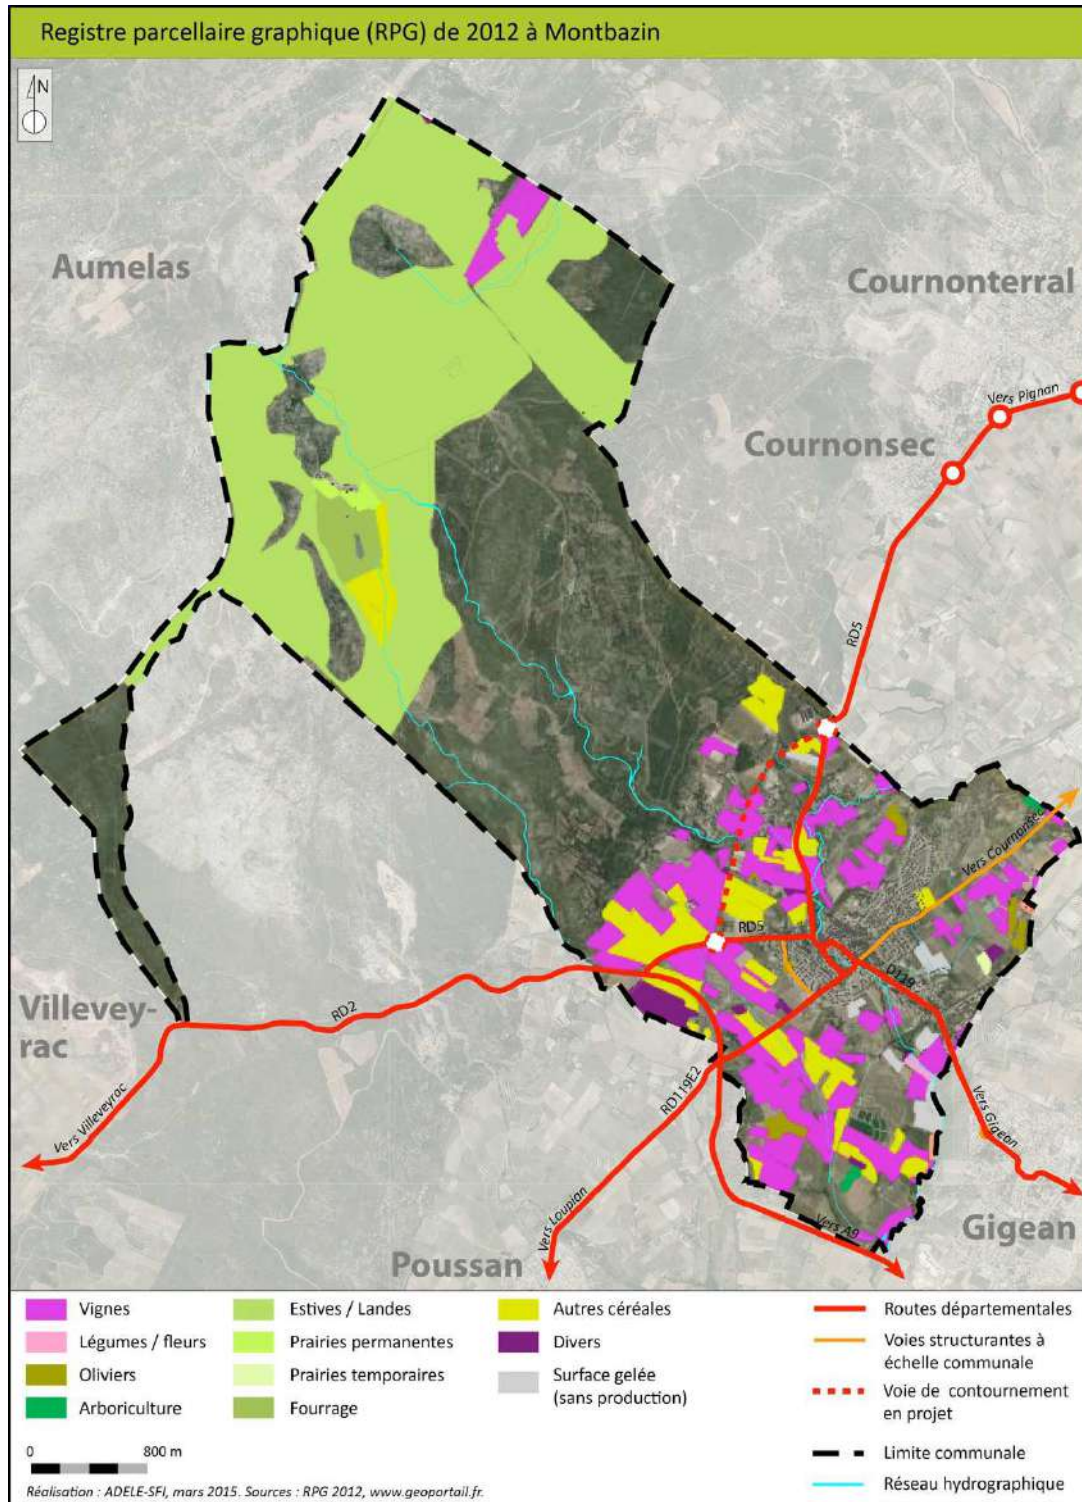 Registre parcellaire graphique (RPG) de 2012 à Montbazin
N
Aumelas
Cournonterral
Vers Pignan
Cournonsec
RD5
Vers Cournonsec
RD5
D119
Villevey-
rac
RD2
RD119E2
Vers Villeveyrac
Vers Gigean
Vers Loupian
Vers A9
Gigean
Poussan
Vignes
Légumes / fleurs
Oliviers
Arboriculture
Estives / Landes
Prairies permanentes
Prairies temporaires
Fourrage
Autres céréales
Divers
Surface gelée
(sans production)
Routes départementales
Voies structurantes à
échelle communale
Voie de contournement
en projet
Limite communale
Réseau hydrographique
0 800 m
Réalisation : ADELE-SFI, mars 2015. Sources : RPG 2012, www.geoportail.fr.